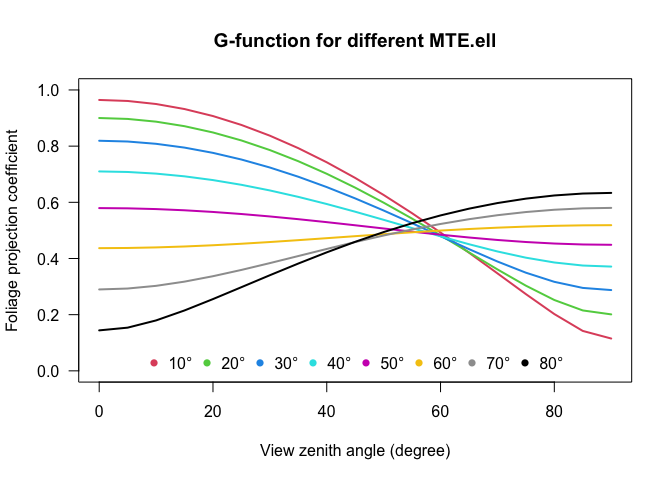 G-function for different MTE.ell
Foliage projection coefficient
1.0
0.8
0.6
0.4
0.2
0.0
10° 20° 30° 40° 50° 60° 70° 80°
0 20 40 60 80
View zenith angle (degree)